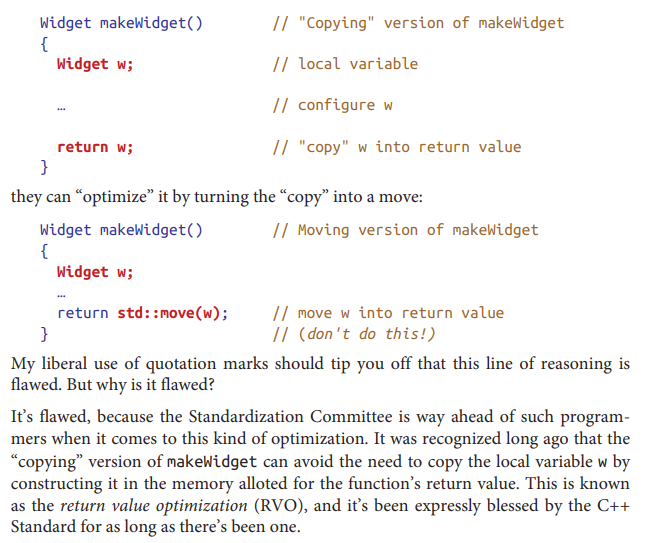 Widget makeWidget() // "Copying" version of makeWidget
{
Widget w; // local variable
… // configure w
return w; // "copy" w into return value
}
they can “optimize” it by turning the “copy” into a move:
Widget makeWidget() // Moving version of makeWidget
{
Widget w;
…
return std::move(w); // move w into return value
} // (don't do this!)
My liberal use of quotation marks should tip you off that this line of reasoning is
flawed. But why is it flawed?
It’s flawed, because the Standardization Committee is way ahead of such program-
mers when it comes to this kind of optimization. It was recognized long ago that the
“copying” version of makeWidget can avoid the need to copy the local variable w by
constructing it in the memory alloted for the function’s return value. This is known
as the return value optimization (RVO), and it’s been expressly blessed by the C++
Standard for as long as there’s been one.